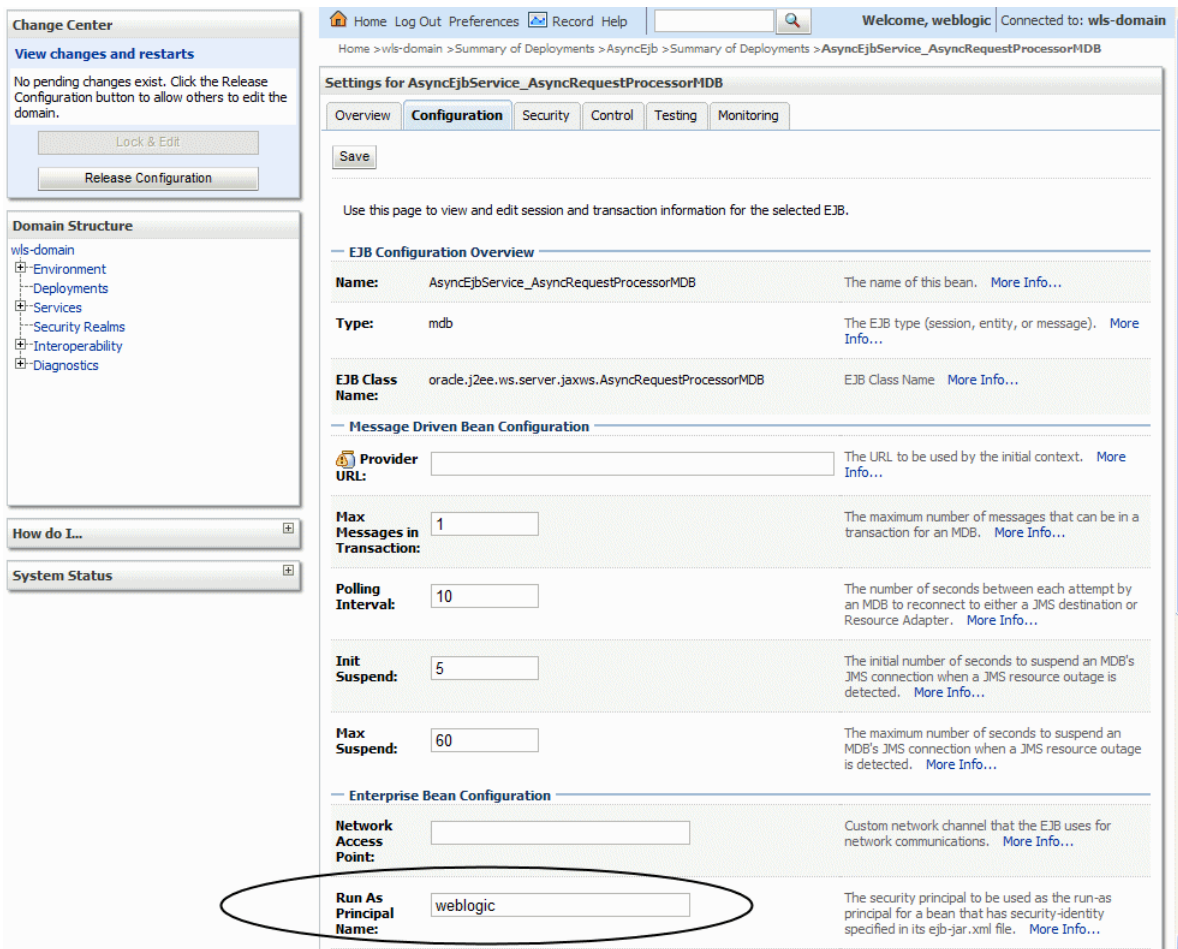 Change Center
View changes and restarts
No pending changes exist. Click the Release
Configuration button to allow others to edit the
domain.
Lock & Edit
Release Configuration
Domain Structure
wls-domain
Environment
Deployments
Services
Security Realms
Interoperability
Diagnostics
How do I...
System Status
Home Log Out Preferences Record Help
Welcome, weblogic Connected to: wls-domain
Home >wls-domain >Summary of Deployments >AsyncEjb >Summary of Deployments >AsyncEjbService_AsyncRequestProcessorMDB
Settings for AsyncEjbService_AsyncRequestProcessorMDB
Overview Configuration Security Control Testing Monitoring
Save
Use this page to view and edit session and transaction information for the selected EJB.
EJB Configuration Overview
Name: AsyncEjbService_AsyncRequestProcessorMDB
The name of this bean. More Info...
Type: mdb
The EJB type (session, entity, or message). More
Info...
EJB Class
Name:
oracle.j2ee.ws.server.jaxws.AsyncRequestProcessorMDB
EJB Class Name More Info...
Message Driven Bean Configuration
Provider
URL:
The URL to be used by the initial context. More
Info...
Max
Messages in
Transaction:
1
The maximum number of messages that can be in a
transaction for an MDB. More Info...
Polling
Interval:
10
The number of seconds between each attempt by
an MDB to reconnect to either a JMS destination or
Resource Adapter. More Info...
Init
Suspend:
5
The initial number of seconds to suspend an MDB's
JMS connection when a JMS resource outage is
detected. More Info...
Max
Suspend:
60
The maximum number of seconds to suspend an
MDB's JMS connection when a JMS resource outage
is detected. More Info...
Enterprise Bean Configuration
Network
Access
Point:
Custom network channel that the EJB uses for
network communications. More Info...
Run As
Principal
Name:
weblogic
The security principal to be used as the run-as
principal for a bean that has security-identity
specified in its ejb-jar.xml file. More Info...